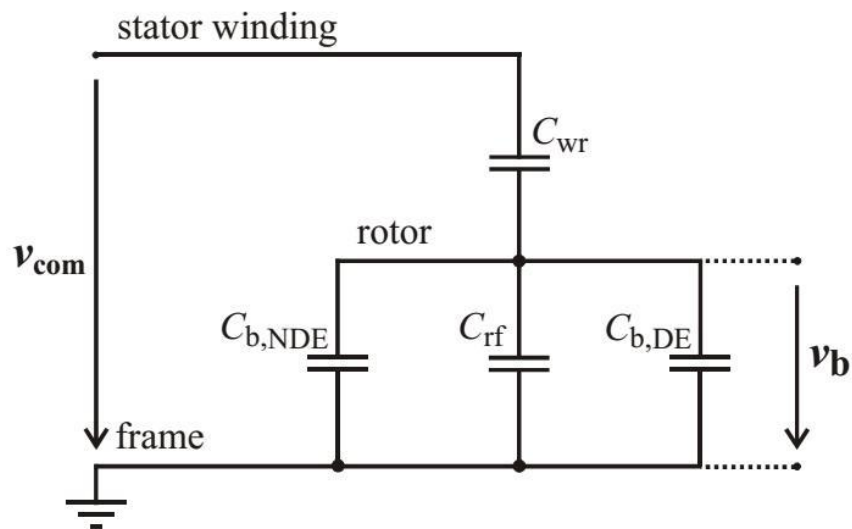 stator winding
C_wr
rotor
v_com
C_b,NDE
C_rf
C_b,DE
v_b
frame